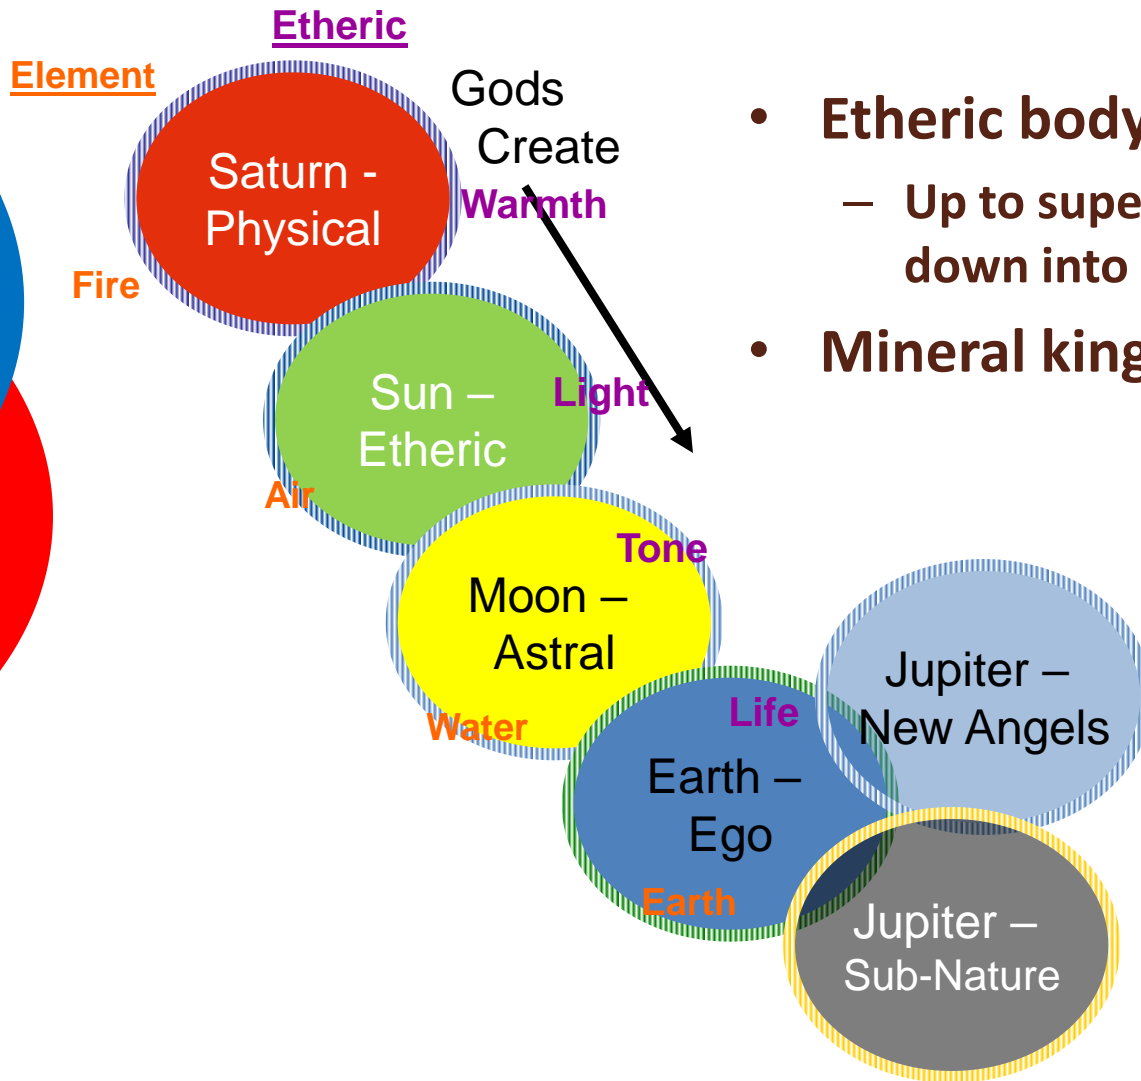 Etheric
Element
Gods
Create
Saturn -
Physical
Warmth
Fire
Sun –
Etheric
Light
Air
Tone
Moon –
Astral
Water
Life
Earth –
Ego
Earth
Jupiter –
New Angels
Jupiter –
Sub-Nature
• Etheric body
– Up to supe
down into
• Mineral king